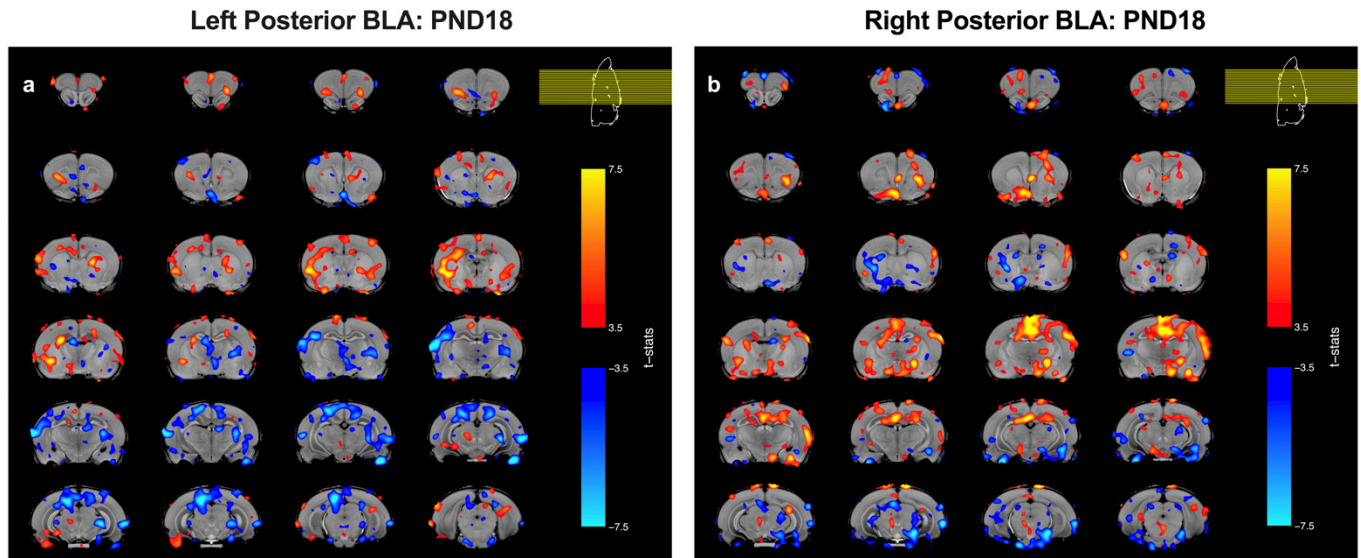 Left Posterior BLA: PND18
Right Posterior BLA: PND18
a
7.5
3.5
-3.5
-7.5
t-stats
b
7.5
3.5
-3.5
-7.5
t-stats